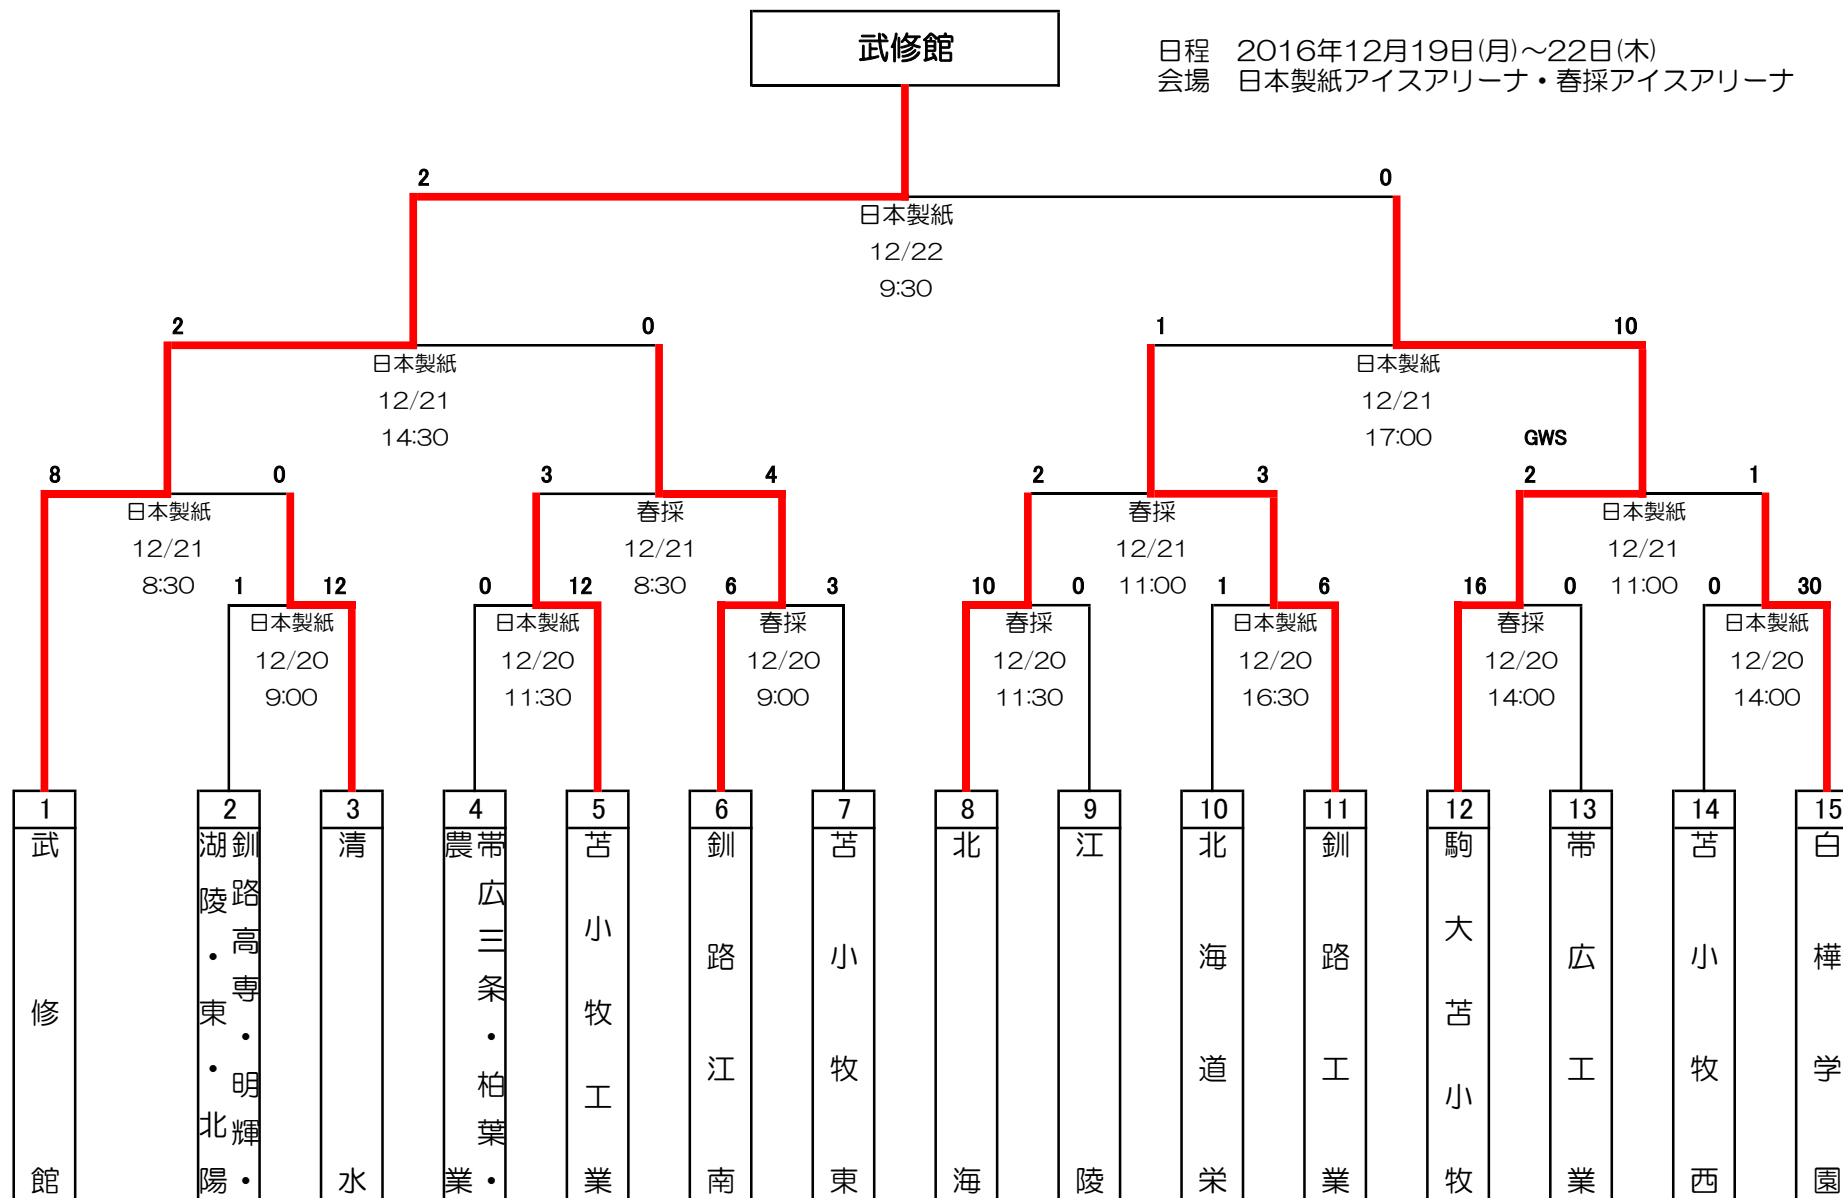 武修館
日程　2016年12月19日(月)～22日(木)
会場　日本製紙アイスアリーナ・春採アイスアリーナ
2
0
日本製紙
12/22
9:30
2
0
日本製紙
12/21
14:30
1
10
日本製紙
12/21
17:00
8
0
日本製紙
12/21
8:30
3
4
春採
12/21
8:30
2
3
春採
12/21
11:00
GWS
2
1
日本製紙
12/21
11:00
1
12
日本製紙
12/20
9:00
0
12
日本製紙
12/20
11:30
6
3
春採
12/20
9:00
10
0
春採
12/20
11:30
1
6
日本製紙
12/20
16:30
16
0
春採
12/20
14:00
0
30
日本製紙
12/20
14:00
1
武修館
2
釧路高専・明輝・
湖陵・東・北陽
3
清水
4
帯広三条・柏葉・
農業
5
苫小牧工業
6
釧路江南
7
苫小牧東
8
北海
9
江陵
10
北海道栄
11
釧路工業
12
駒大苫小牧
13
帯広工業
14
苫小牧西
15
白樺学園